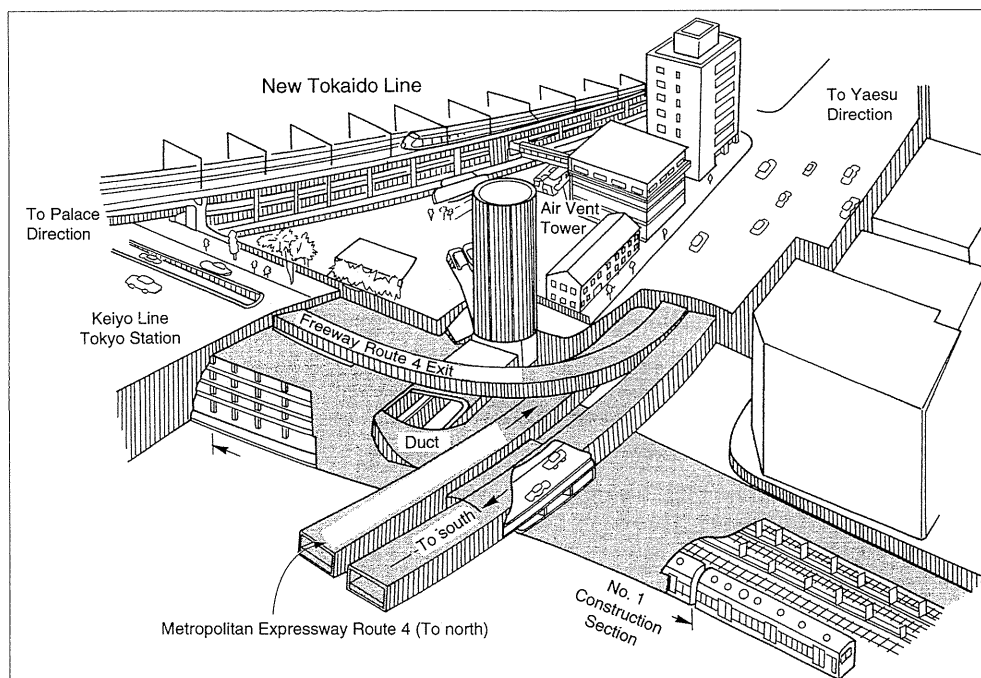 New Tokaido Line
To Yaesu
Direction
To Palace
Direction
Air Vent
Tower
Keiyo Line
Tokyo Station
Freeway Route 4 Exit
Duct
To south
No. 1
Construction
Section
Metropolitan Expressway Route 4 (To north)